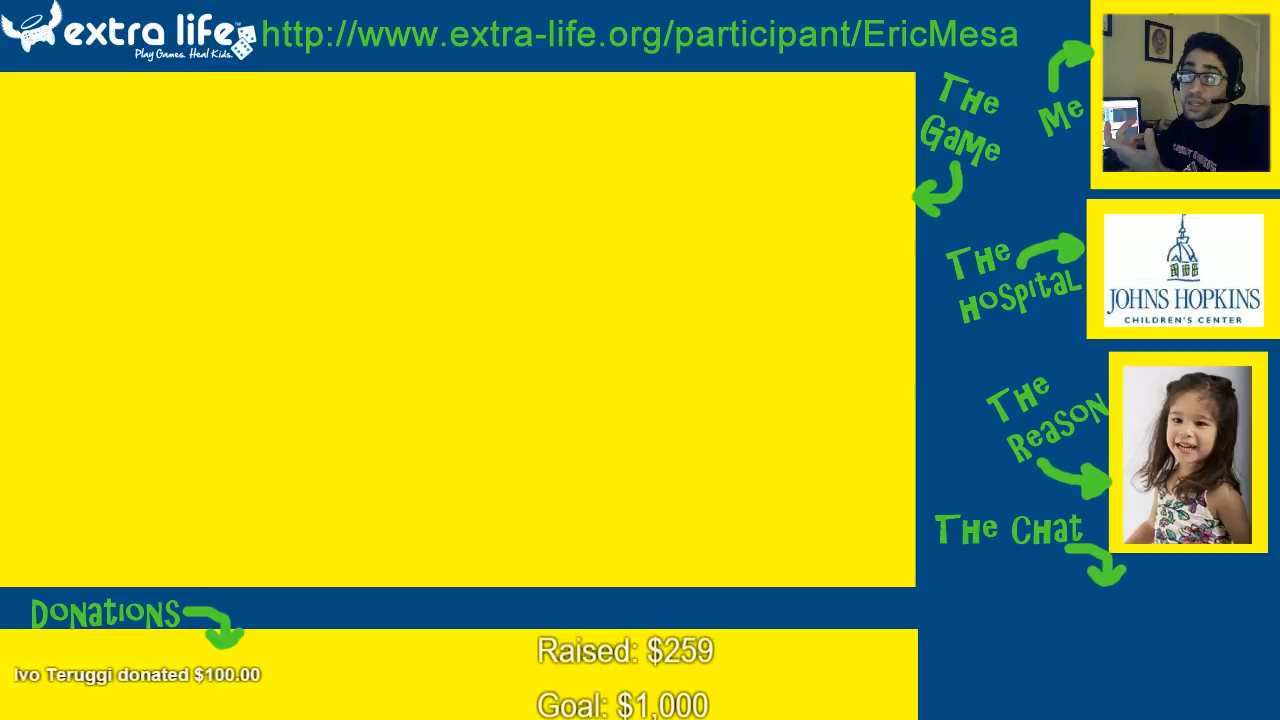 extra life
Play Games. Heal Kids.
http://www.extra-life.org/participant/EricMesa
The
Game
Me
The
Hospital
JOHNS HOPKINS
CHILDREN'S CENTER
The
Reason
The Chat
Donations
Ivo Teruggi donated $100.00
Raised: $259
Goal: $1,000